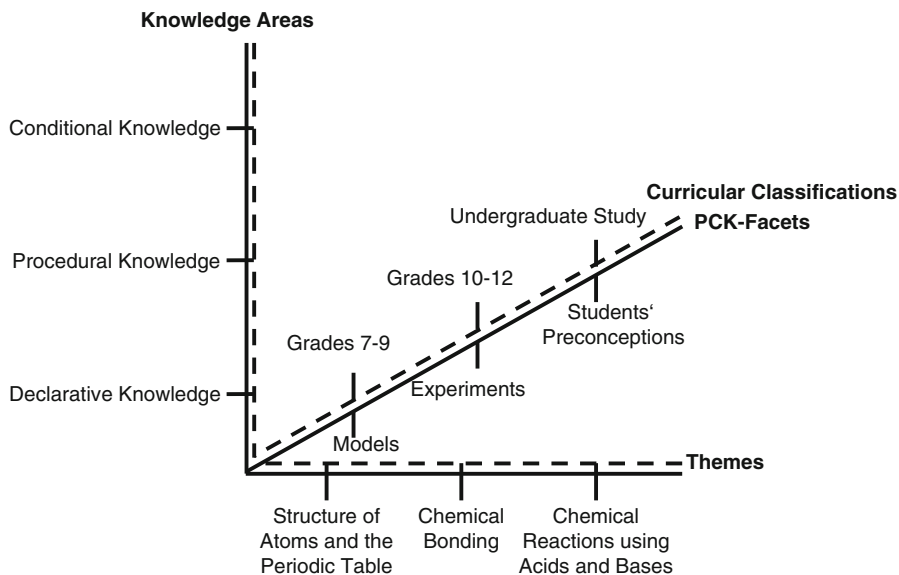 Knowledge Areas
Conditional Knowledge
Curricular Classifications
PCK-Facets
Undergraduate Study
Procedural Knowledge
Grades 10-12
Students‘
Preconceptions
Grades 7-9
Experiments
Declarative Knowledge
Models
Themes
Structure of
Atoms and the
Periodic Table
Chemical
Bonding
Chemical
Reactions using
Acids and Bases